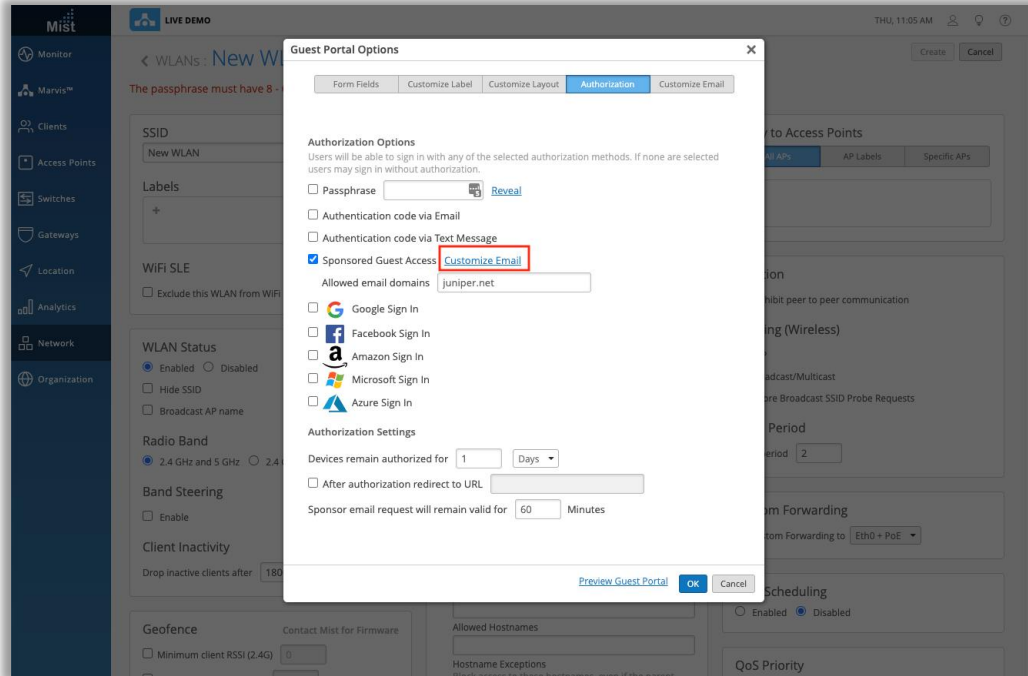 Mist
LIVE DEMO
THU, 11:05 AM
Monitor
Marvis™
Clients
Access Points
Switches
Gateways
Location
Analytics
Network
Organization
WLANs : New WL
Create
Cancel
The passphrase must have 8 -
SSID
New WLAN
Labels
+
WiFi SLE
Exclude this WLAN from WiFi
WLAN Status
Enabled
Disabled
Hide SSID
Broadcast AP name
Radio Band
2.4 GHz and 5 GHz
2.4
Band Steering
Enable
Client Inactivity
Drop inactive clients after
180
Geofence
Contact Mist for Firmware
Minimum client RSSI (2.4G)
0
Guest Portal Options
Form Fields
Customize Label
Customize Layout
Authorization
Customize Email
Authorization Options
Users will be able to sign in with any of the selected authorization methods. If none are selected
users may sign in without authorization.
Passphrase
Reveal
Authentication code via Email
Authentication code via Text Message
Sponsored Guest Access
Customize Email
Allowed email domains
juniper.net
Google Sign In
Facebook Sign In
Amazon Sign In
Microsoft Sign In
Azure Sign In
Authorization Settings
Devices remain authorized for
1
Days
After authorization redirect to URL
Sponsor email request will remain valid for
60
Minutes
Preview Guest Portal
OK
Cancel
Allowed Hostnames
Hostname Exceptions
y to Access Points
All APs
AP Labels
Specific APs
tion
hibit peer to peer communication
ing (Wireless)
adcast/Multicast
ore Broadcast SSID Probe Requests
Period
eriod
2
om Forwarding
tom Forwarding to
Eth0 + PoE
Scheduling
Enabled
Disabled
QoS Priority